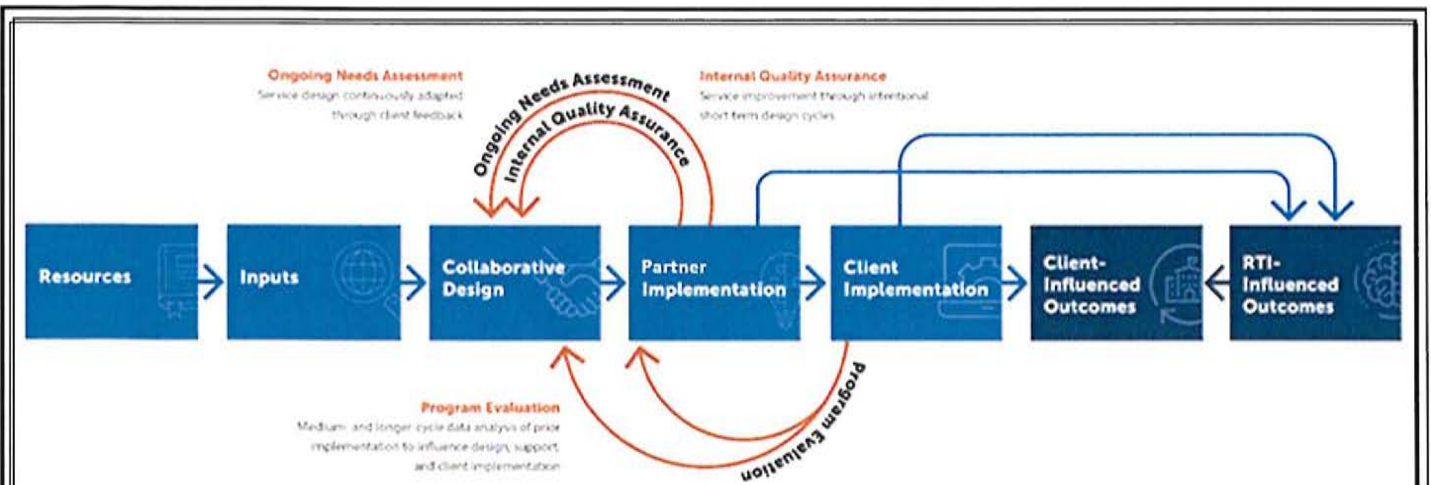 Ongoing Needs Assessment
Service design continuously adapted
through client feedback
Ongoing Needs Assessment
Internal Quality Assurance
Internal Quality Assurance
Service improvement through intentional
short term design cycles
Resources
Inputs
Collaborative
Design
Partner
Implementation
Client
Implementation
Client-
Influenced
Outcomes
RTI-
Influenced
Outcomes
Program Evaluation
Medium- and longer-cycle data analysis of prior
implementation to influence design, support,
and client implementation
Program Evaluation